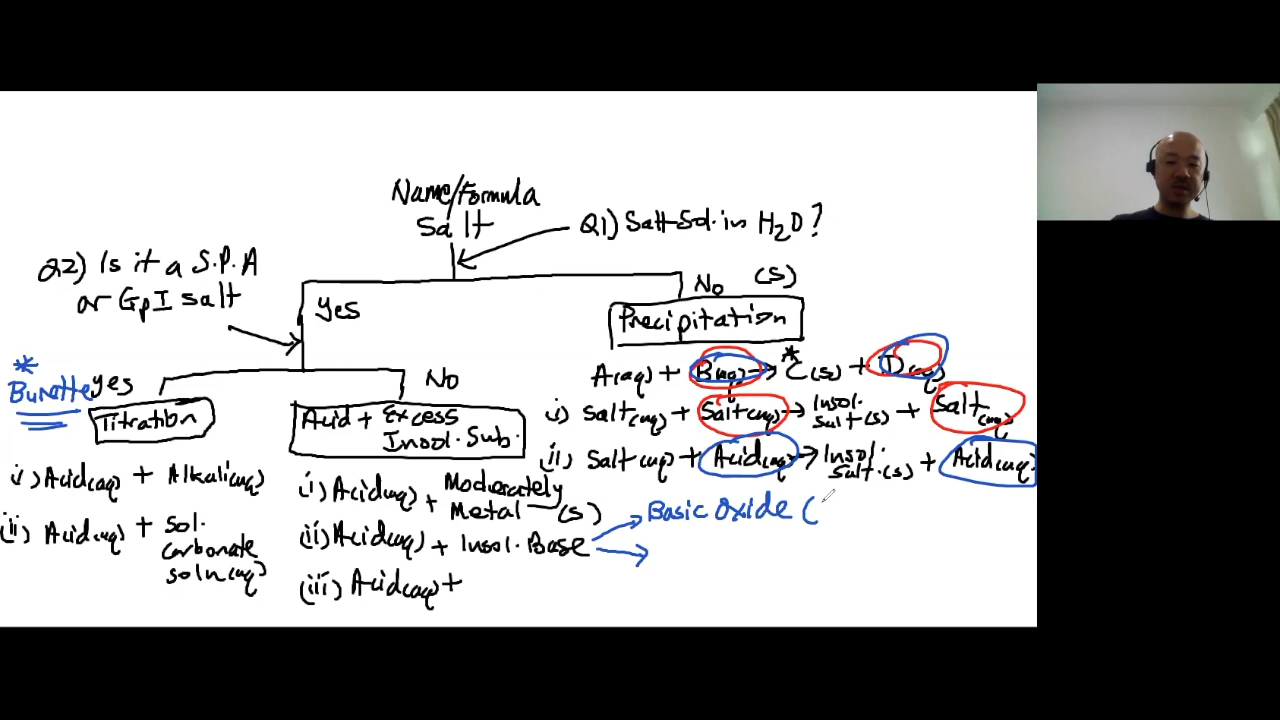 Name/Formula
Salt
Q1) Salt Sol. in H2O?
Q2) Is it a S.P.A
or GpI salt
Yes
No (s)
Precipitation
A(aq) + B(aq) → *C(s) + D(aq)
i) Salt(aq) + Salt(aq) → Insol. Salt(s) + Salt(aq)
(ii) Salt(aq) + Acid(aq) → Insol. Salt(s) + Acid(aq)
*
Burette
yes
Titration
i) Acid(aq) + Alkali(aq)
(ii) Acid(aq) + Sol.
carbonate
soln(aq)
No
Acid + Excess
Insol. Sub.
i) Acid(aq) + Moderately
Metal (s)
(ii) Acid(aq) + Insol. Base
Basic Oxide (
(iii) Acid(aq) +